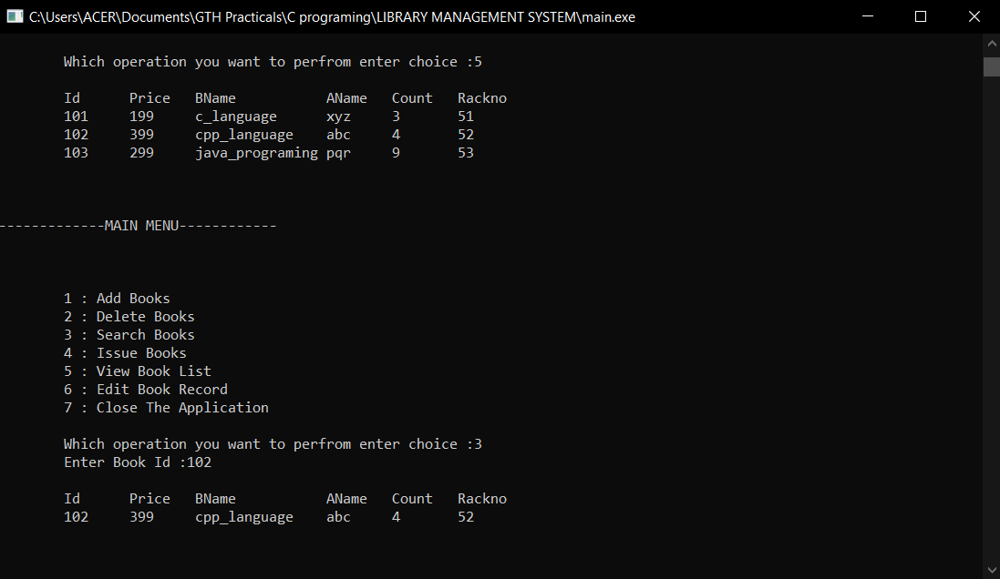 C:\Users\ACER\Documents\GTH Practicals\C programing\LIBRARY MANAGEMENT SYSTEM\main.exe
Which operation you want to perfrom enter choice :5
Id Price BName AName Count Rackno
101 199 c_language xyz 3 51
102 399 cpp_language abc 4 52
103 299 java_programing pqr 9 53
-------------MAIN MENU------------
1 : Add Books
2 : Delete Books
3 : Search Books
4 : Issue Books
5 : View Book List
6 : Edit Book Record
7 : Close The Application
Which operation you want to perfrom enter choice :3
Enter Book Id :102
Id Price BName AName Count Rackno
102 399 cpp_language abc 4 52